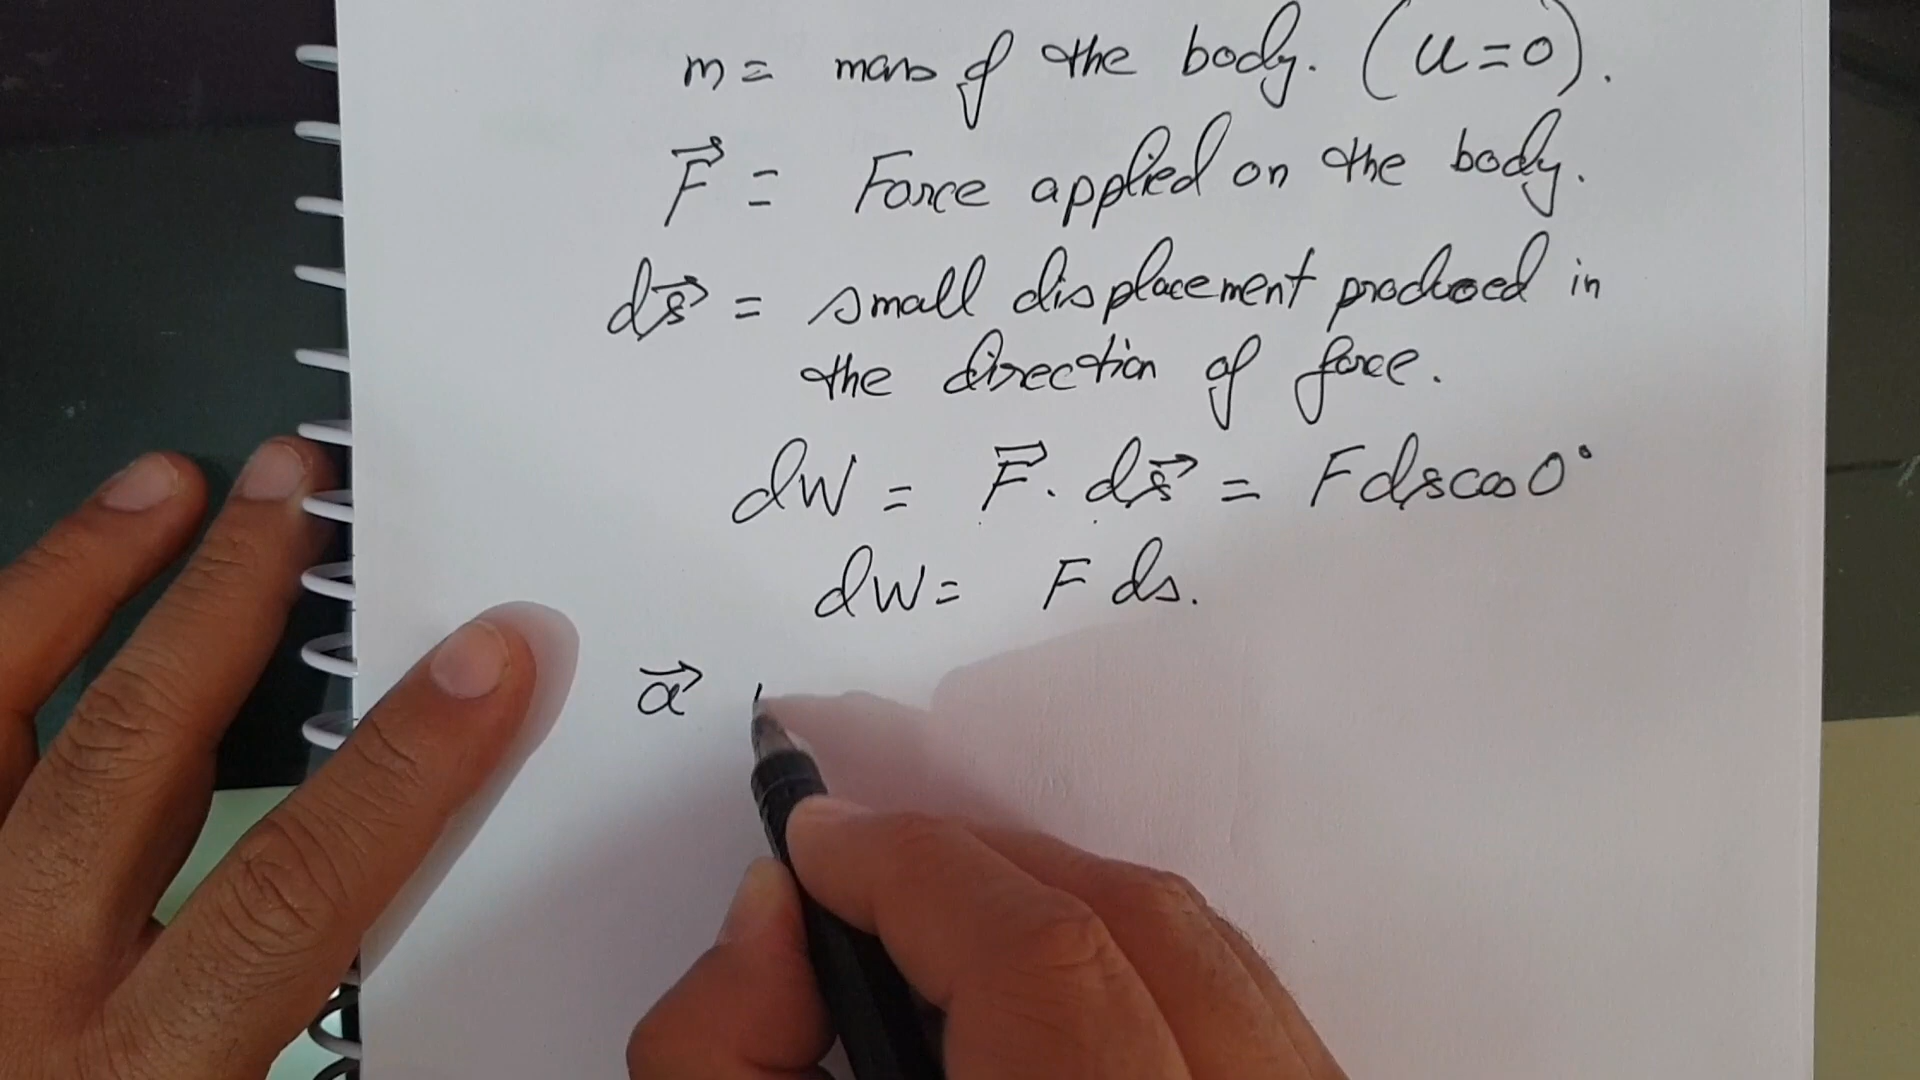 m = mass of the body. (u=0).
F⃗ = Force applied on the body.
ds⃗ = small displacement produced in
the direction of force.
dW = F⃗. ds⃗ = F ds cos 0°
dW = F ds.
a⃗